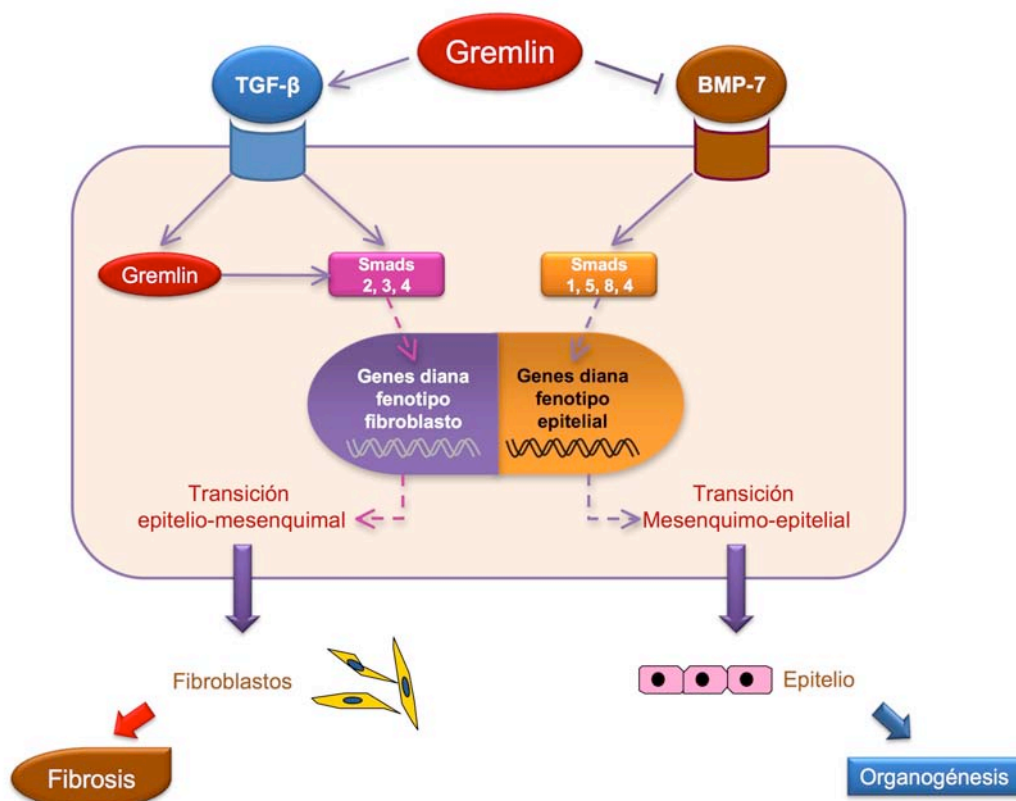 Gremlin
TGF-β
BMP-7
Gremlin
Smads
2, 3, 4
Smads
1, 5, 8, 4
Genes diana
fenotipo
fibroblasto
Genes diana
fenotipo
epitelial
Transición
epitelio-mesenquimal
Transición
Mesenquimo-epitelial
Fibroblastos
Epitelio
Fibrosis
Organogénesis